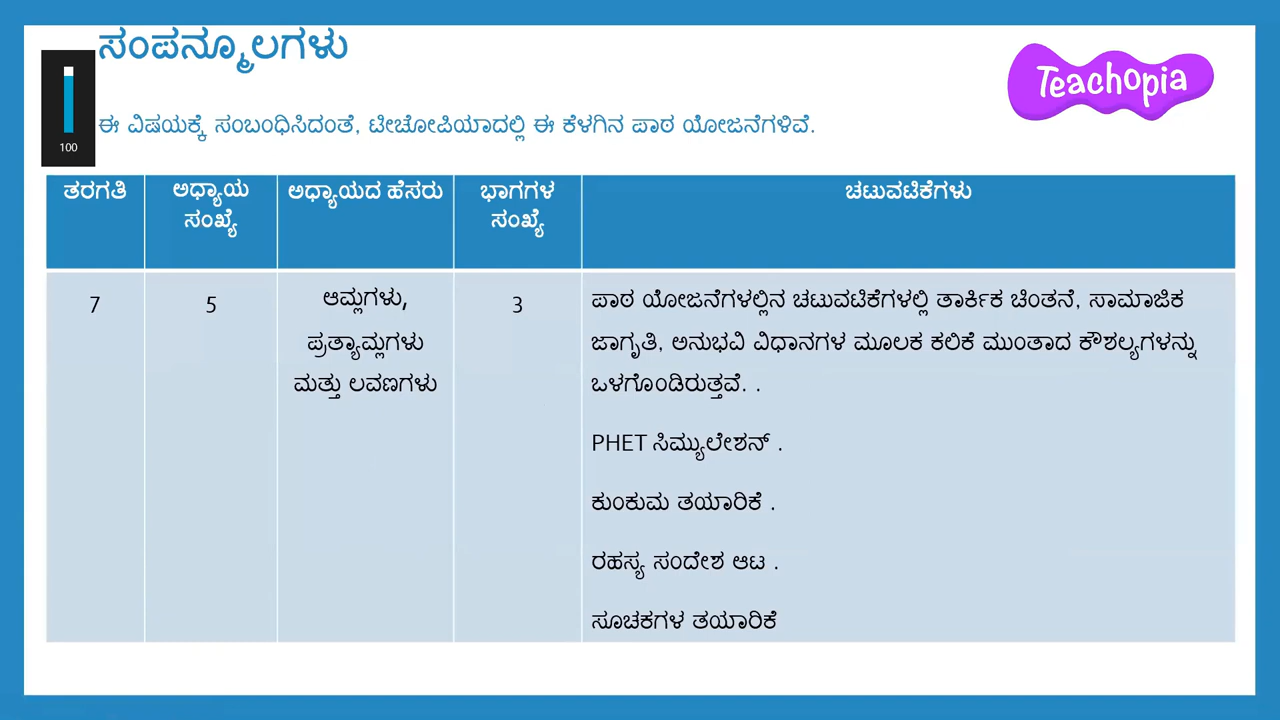 ಸಂಪನ್ಮೂಲಗಳು
Teachopia
100
ಈ ವಿಷಯಕ್ಕೆ ಸಂಬಂಧಿಸಿದಂತೆ, ಟೀಚೋಪಿಯಾದಲ್ಲಿ ಈ ಕೆಳಗಿನ ಪಾಠ ಯೋಜನೆಗಳಿವೆ.
ತರಗತಿ
ಅಧ್ಯಾಯ
ಸಂಖ್ಯೆ
ಅಧ್ಯಾಯದ ಹೆಸರು
ಭಾಗಗಳ
ಸಂಖ್ಯೆ
ಚಟುವಟಿಕೆಗಳು
7
5
ಆಮ್ಲಗಳು,
ಪ್ರತ್ಯಾಮ್ಲಗಳು
ಮತ್ತು ಲವಣಗಳು
3
ಪಾಠ ಯೋಜನೆಗಳಲ್ಲಿನ ಚಟುವಟಿಕೆಗಳಲ್ಲಿ ತಾರ್ಕಿಕ ಚಿಂತನೆ, ಸಾಮಾಜಿಕ
ಜಾಗೃತಿ, ಅನುಭವಿ ವಿಧಾನಗಳ ಮೂಲಕ ಕಲಿಕೆ ಮುಂತಾದ ಕೌಶಲ್ಯಗಳನ್ನು
ಒಳಗೊಂಡಿರುತ್ತವೆ. .
PHET ಸಿಮ್ಯುಲೇಶನ್ .
ಕುಂಕುಮ ತಯಾರಿಕೆ .
ರಹಸ್ಯ ಸಂದೇಶ ಆಟ .
ಸೂಚಕಗಳ ತಯಾರಿಕೆ